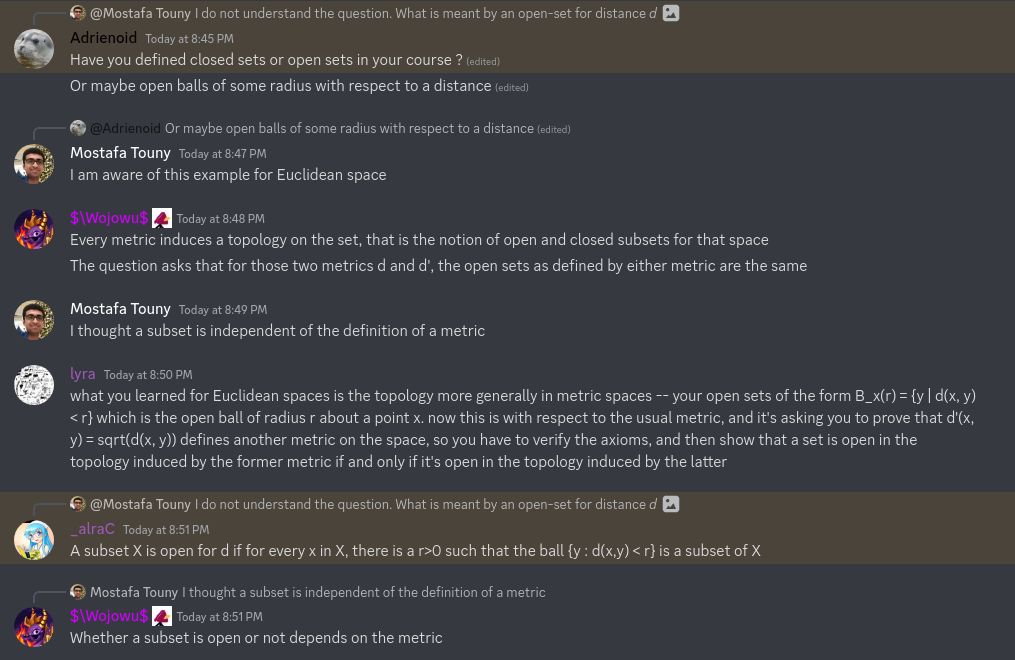 @Mostafa Touny I do not understand the question. What is meant by an open-set for distance d
Adrienoid Today at 8:45 PM
Have you defined closed sets or open sets in your course ? (edited)
Or maybe open balls of some radius with respect to a distance (edited)
@Adrienoid Or maybe open balls of some radius with respect to a distance (edited)
Mostafa Touny Today at 8:47 PM
I am aware of this example for Euclidean space
$\Wojowu$ Today at 8:48 PM
Every metric induces a topology on the set, that is the notion of open and closed subsets for that space
The question asks that for those two metrics d and d', the open sets as defined by either metric are the same
Mostafa Touny Today at 8:49 PM
I thought a subset is independent of the definition of a metric
lyra Today at 8:50 PM
what you learned for Euclidean spaces is the topology more generally in metric spaces -- your open sets of the form B_x(r) = {y | d(x, y)
< r} which is the open ball of radius r about a point x. now this is with respect to the usual metric, and it's asking you to prove that d'(x,
y) = sqrt(d(x, y)) defines another metric on the space, so you have to verify the axioms, and then show that a set is open in the
topology induced by the former metric if and only if it's open in the topology induced by the latter
@Mostafa Touny I do not understand the question. What is meant by an open-set for distance d
_alraC Today at 8:51 PM
A subset X is open for d if for every x in X, there is a r>0 such that the ball {y : d(x,y) < r} is a subset of X
Mostafa Touny I thought a subset is independent of the definition of a metric
$\Wojowu$ Today at 8:51 PM
Whether a subset is open or not depends on the metric